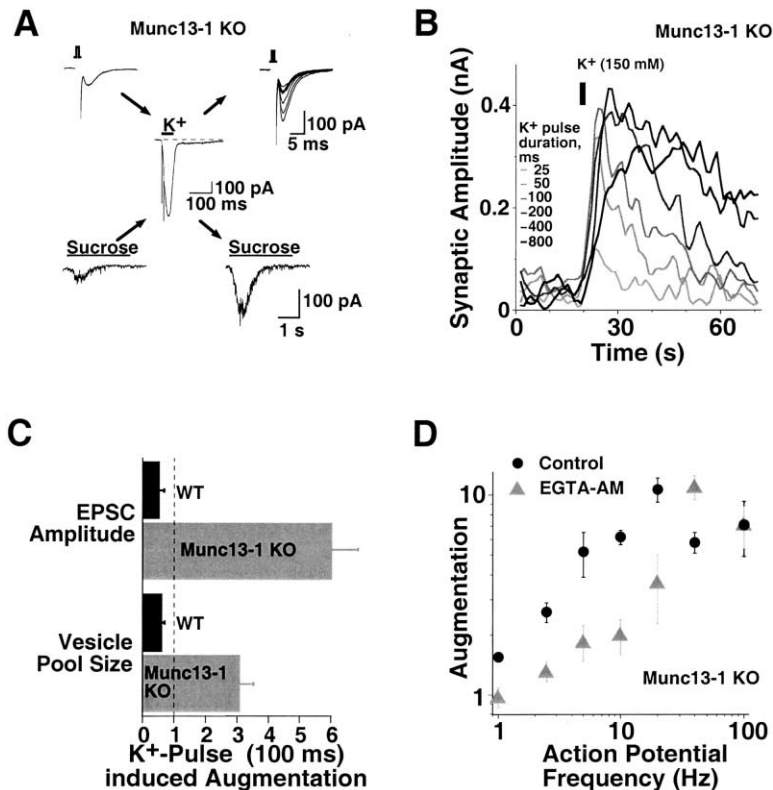 A
Munc13-1 KO
K⁺
100 pA
5 ms
100 pA
100 ms
Sucrose
Sucrose
100 pA
1 s
B
Munc13-1 KO
K⁺ (150 mM)
Synaptic Amplitude (nA)
0.4
0.2
0
K⁺ pulse
duration,
ms
- 25
- 50
- 100
- 200
- 400
- 800
0
30
60
Time (s)
C
EPSC
Amplitude
WT
Munc13-1 KO
Vesicle
Pool Size
WT
Munc13-1
KO
0 1 2 3 4 5 6
K⁺-Pulse (100 ms)
induced Augmentation
D
Control
EGTA-AM
Augmentation
10
1
Munc13-1 KO
1 10 100
Action Potential
Frequency (Hz)